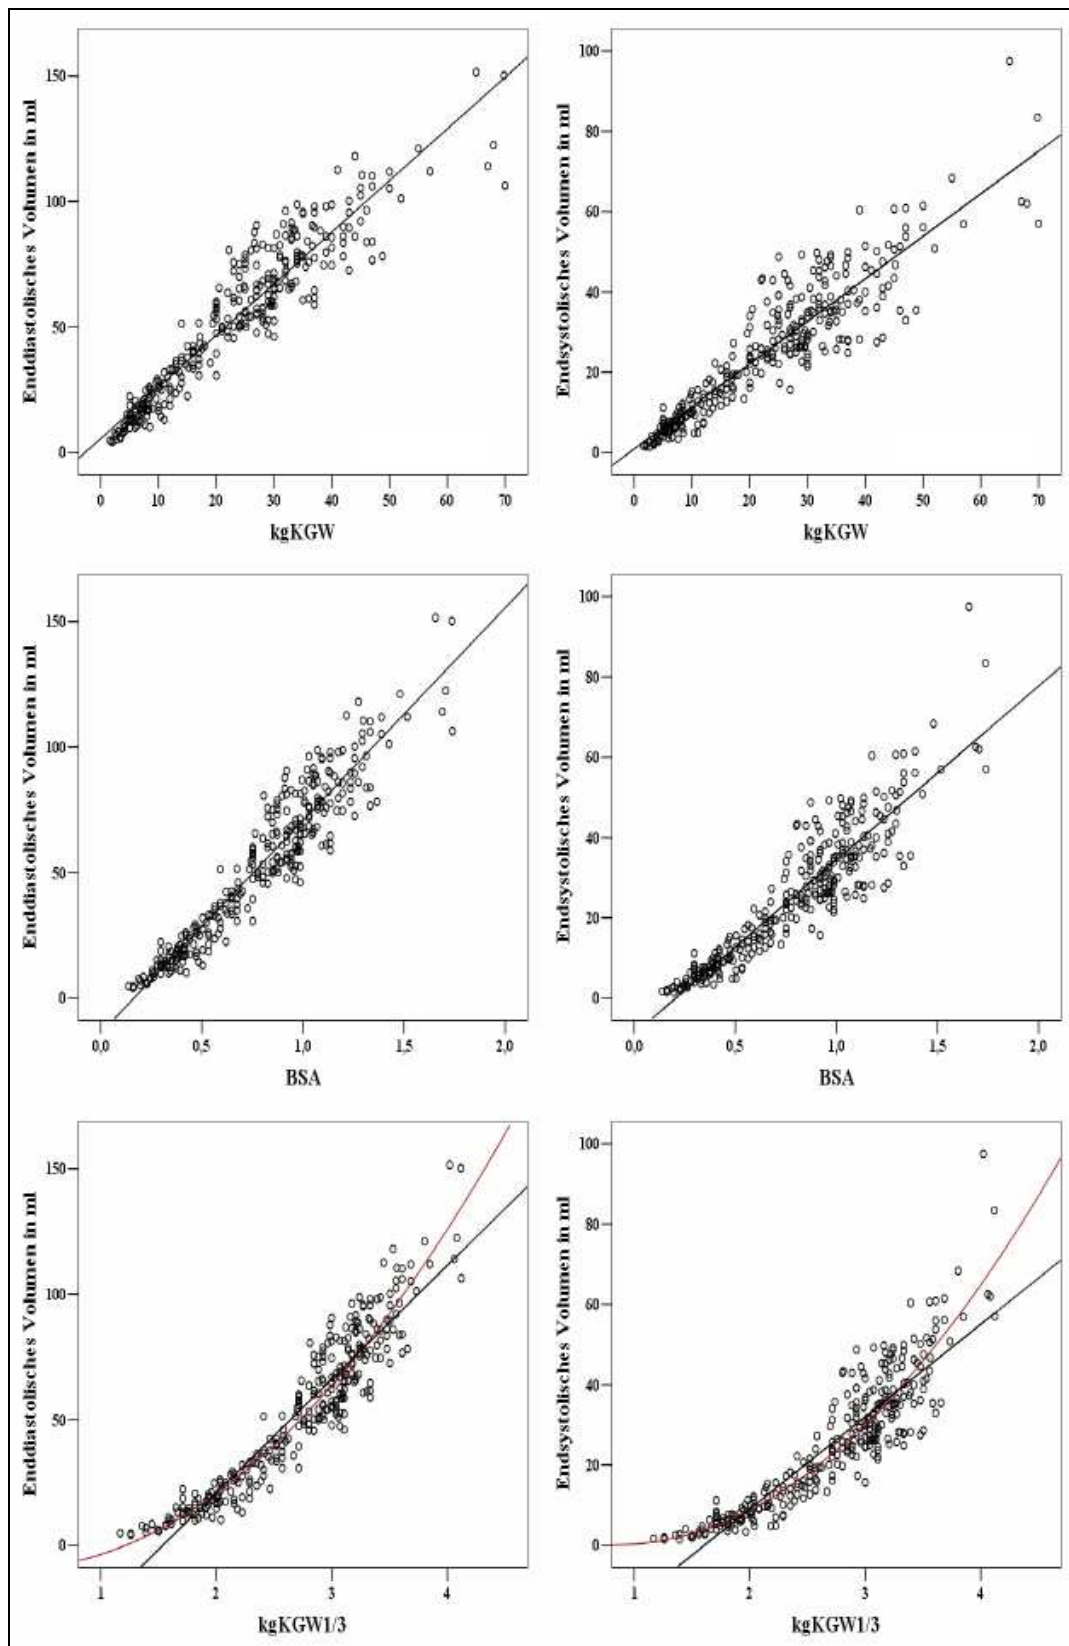 Enddiastolisches Volumen in ml
150
100
50
0
0 10 20 30 40 50 60 70
kgKGW
Endsystolisches Volumen in ml
100
80
60
40
20
0
0 10 20 30 40 50 60 70
kgKGW
Enddiastolisches Volumen in ml
150
100
50
0
0,0 0,5 1,0 1,5 2,0
BSA
Endsystolisches Volumen in ml
100
80
60
40
20
0
0,0 0,5 1,0 1,5 2,0
BSA
Enddiastolisches Volumen in ml
150
100
50
0
1 2 3 4
kgKGW1/3
Endsystolisches Volumen in ml
100
80
60
40
20
0
1 2 3 4
kgKGW1/3